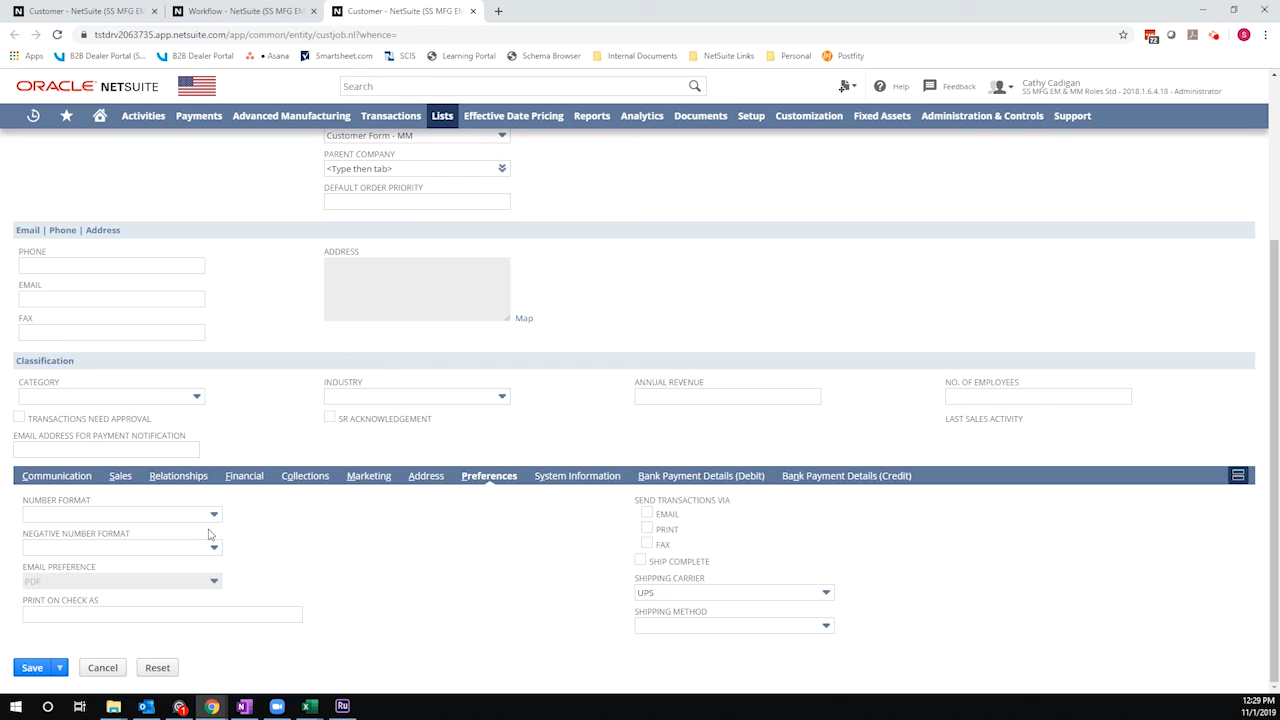 Customer - NetSuite (SS MFG EM
Workflow - NetSuite (SS MFG EM
Customer - NetSuite (SS MFG EM
tstdrv2063735.app.netsuite.com/app/common/entity/custjob.nl?whence=
72
S
Apps
B2B Dealer Portal (S...
B2B Dealer Portal
Asana
Smartsheet.com
SCIS
Learning Portal
Schema Browser
Internal Documents
NetSuite Links
Personal
Postfity
ORACLE NETSUITE
Search
Help
Feedback
Cathy Cadigan
SS MFG EM & MM Roles Std - 2018.1.6.4.18 - Administrator
Activities
Payments
Advanced Manufacturing
Transactions
Lists
Effective Date Pricing
Reports
Analytics
Documents
Setup
Customization
Fixed Assets
Administration & Controls
Support
Customer Form - MM
PARENT COMPANY
<Type then tab>
DEFAULT ORDER PRIORITY
Email | Phone | Address
PHONE
ADDRESS
EMAIL
FAX
Map
Classification
CATEGORY
INDUSTRY
ANNUAL REVENUE
NO. OF EMPLOYEES
TRANSACTIONS NEED APPROVAL
SR ACKNOWLEDGEMENT
LAST SALES ACTIVITY
EMAIL ADDRESS FOR PAYMENT NOTIFICATION
Communication
Sales
Relationships
Financial
Collections
Marketing
Address
Preferences
System Information
Bank Payment Details (Debit)
Bank Payment Details (Credit)
NUMBER FORMAT
SEND TRANSACTIONS VIA
EMAIL
PRINT
NEGATIVE NUMBER FORMAT
FAX
SHIP COMPLETE
EMAIL PREFERENCE
PDF
SHIPPING CARRIER
UPS
PRINT ON CHECK AS
SHIPPING METHOD
Save
Cancel
Reset
12:29 PM
11/1/2019